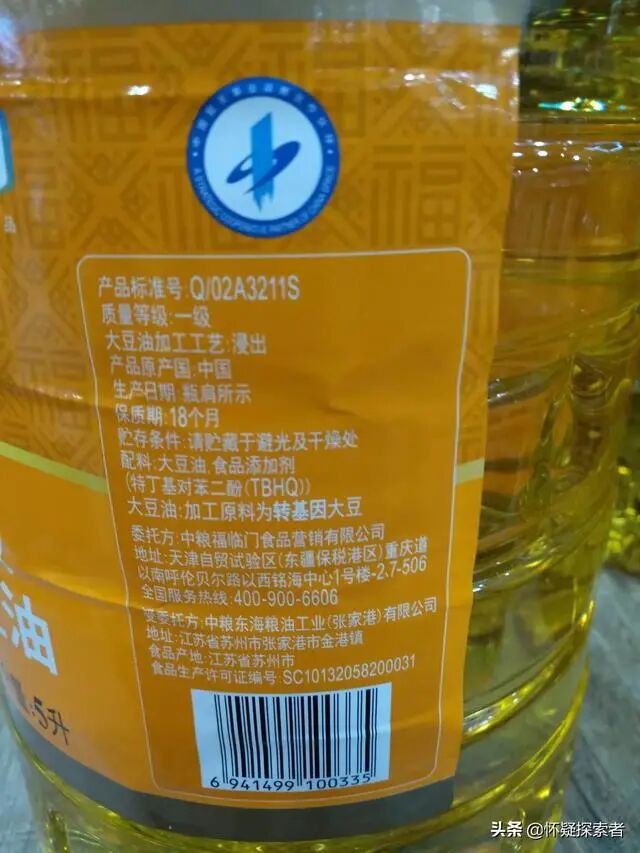 品
产品标准号:Q/02A3211S
质量等级:一级
大豆油加工工艺:浸出
产品原产国:中国
生产日期:瓶肩所示
保质期:18个月
贮存条件:请贮藏于避光及干燥处
配料:大豆油,食品添加剂
(特丁基对苯二酚(TBHQ))
大豆油:加工原料为转基因大豆
委托方:中粮福临门食品营销有限公司
地址:天津自贸试验区(东疆保税港区)重庆道
以南呼伦贝尔路以西铭海中心1号楼-2、7-506
全国服务热线:400-900-6606
受委托方:中粮东海粮油工业(张家港)有限公司
地址:江苏省苏州市张家港市金港镇
食品产地:江苏省苏州市
食品生产许可证编号:SC10132058200031
6 941499 100335
油
:5升
头条 @怀疑探索者